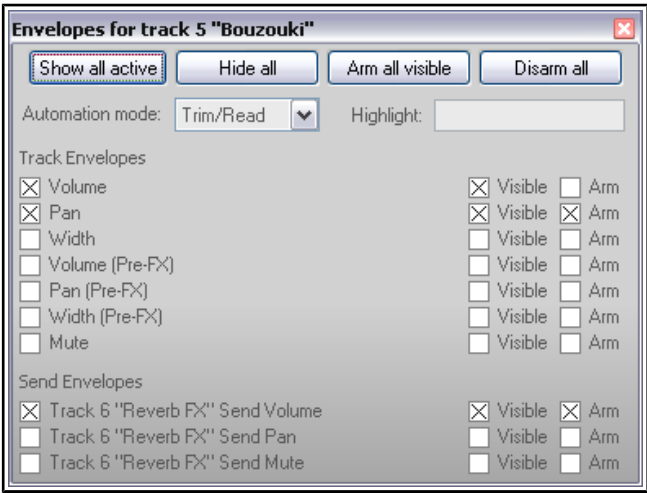 Envelopes for track 5 "Bouzouki"
Show all active Hide all Arm all visible Disarm all
Automation mode: Trim/Read Highlight:
Track Envelopes
Volume Visible Arm
Pan Visible Arm
Width Visible Arm
Volume (Pre-FX) Visible Arm
Pan (Pre-FX) Visible Arm
Width (Pre-FX) Visible Arm
Mute Visible Arm
Send Envelopes
Track 6 "Reverb FX" Send Volume Visible Arm
Track 6 "Reverb FX" Send Pan Visible Arm
Track 6 "Reverb FX" Send Mute Visible Arm